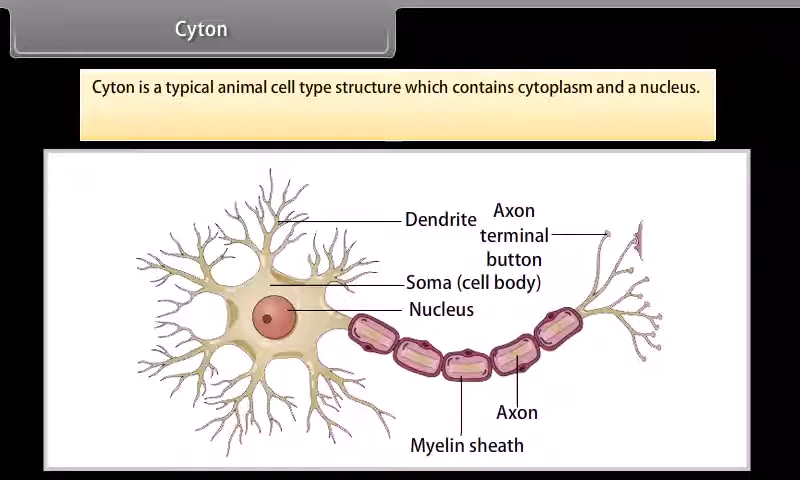 Cyton
Cyton is a typical animal cell type structure which contains cytoplasm and a nucleus.
Dendrite
Axon
terminal
button
Soma (cell body)
Nucleus
Axon
Myelin sheath